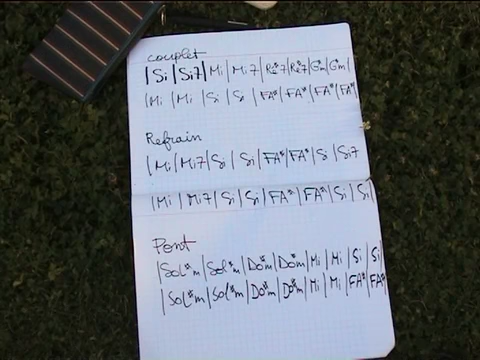 couplet
|Si|Si7|Mi|Mi7|Ré#7|Ré#7|G#m|G#m|
|Mi|Mi|Si|Si|FA#|FA#|FA#|FA#|
Refrain
|Mi|Mi7|Si|Si|FA#|FA#|Si|Si7
|Mi|Mi7|Si|Si|FA#|FA#|Si|Si|
Pont
|Sol#m|Sol#m|Do#m|Do#m|Mi|Mi|Si|Si|
|Sol#m|Sol#m|Do#m|Do#m|Mi|Mi|FA#|FA#